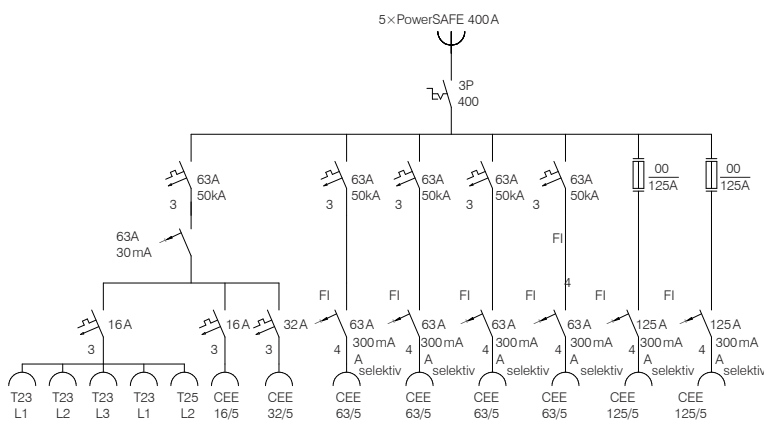 5×PowerSAFE 400A
3P
400
63A
50kA
3
63A
50kA
3
63A
50kA
3
63A
50kA
3
63A
50kA
3
00
125A
00
125A
63A
30mA
FI
4
16A
3
16A
3
32A
3
FI
63A
300mA
4
A
selektiv
FI
63A
300mA
4
A
selektiv
FI
63A
300mA
4
A
selektiv
FI
63A
300mA
4
A
selektiv
FI
125A
300mA
4
A
selektiv
FI
125A
300mA
4
A
selektiv
T23
L1
T23
L2
T23
L3
T23
L1
T25
L2
CEE
16/5
CEE
32/5
CEE
63/5
CEE
63/5
CEE
63/5
CEE
63/5
CEE
125/5
CEE
125/5